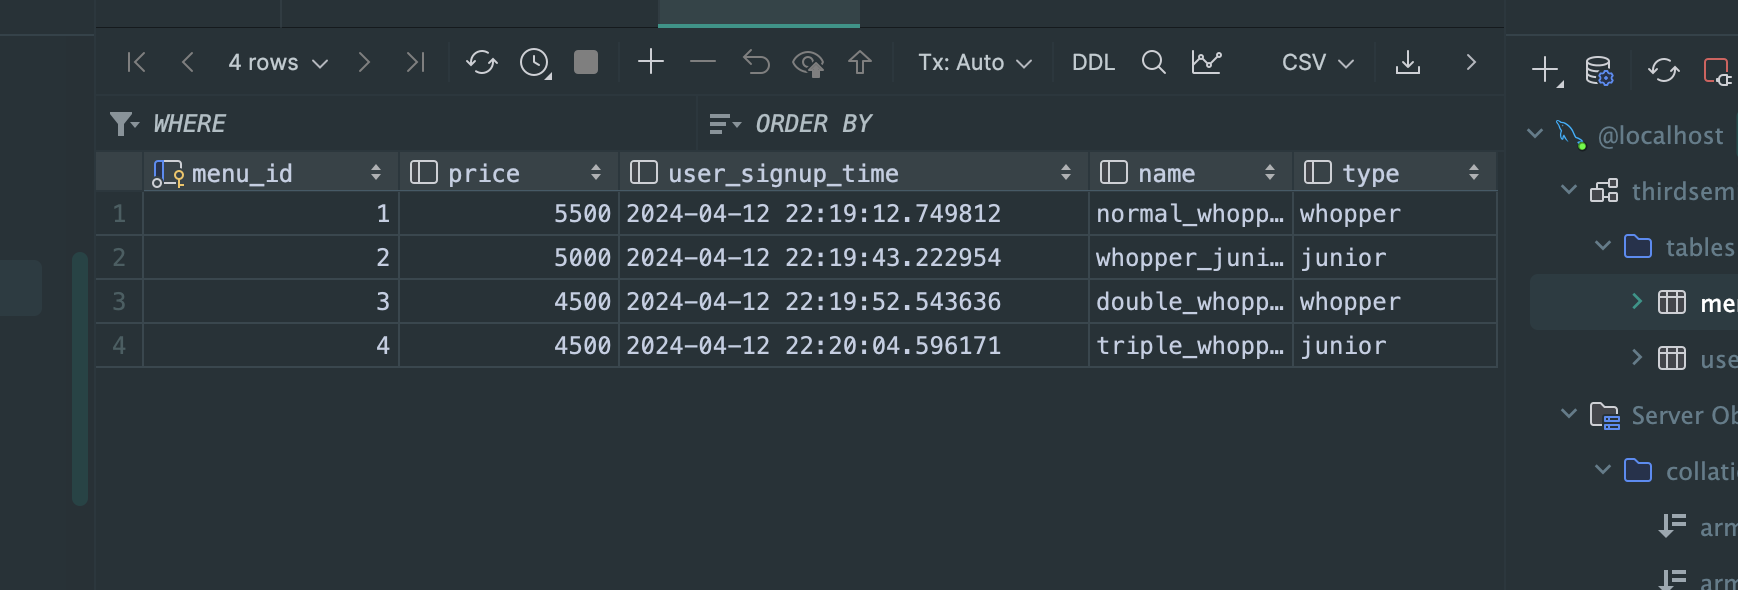 4 rows Tx: Auto DDL CSV
WHERE ORDER BY
menu_id price user_signup_time name type
1 1 5500 2024-04-12 22:19:12.749812 normal_whopp… whopper
2 2 5000 2024-04-12 22:19:43.222954 whopper_juni… junior
3 3 4500 2024-04-12 22:19:52.543636 double_whopp… whopper
4 4 4500 2024-04-12 22:20:04.596171 triple_whopp… junior
@localhost
thirdsem
tables
me
use
Server Ob
collati
arm
arm